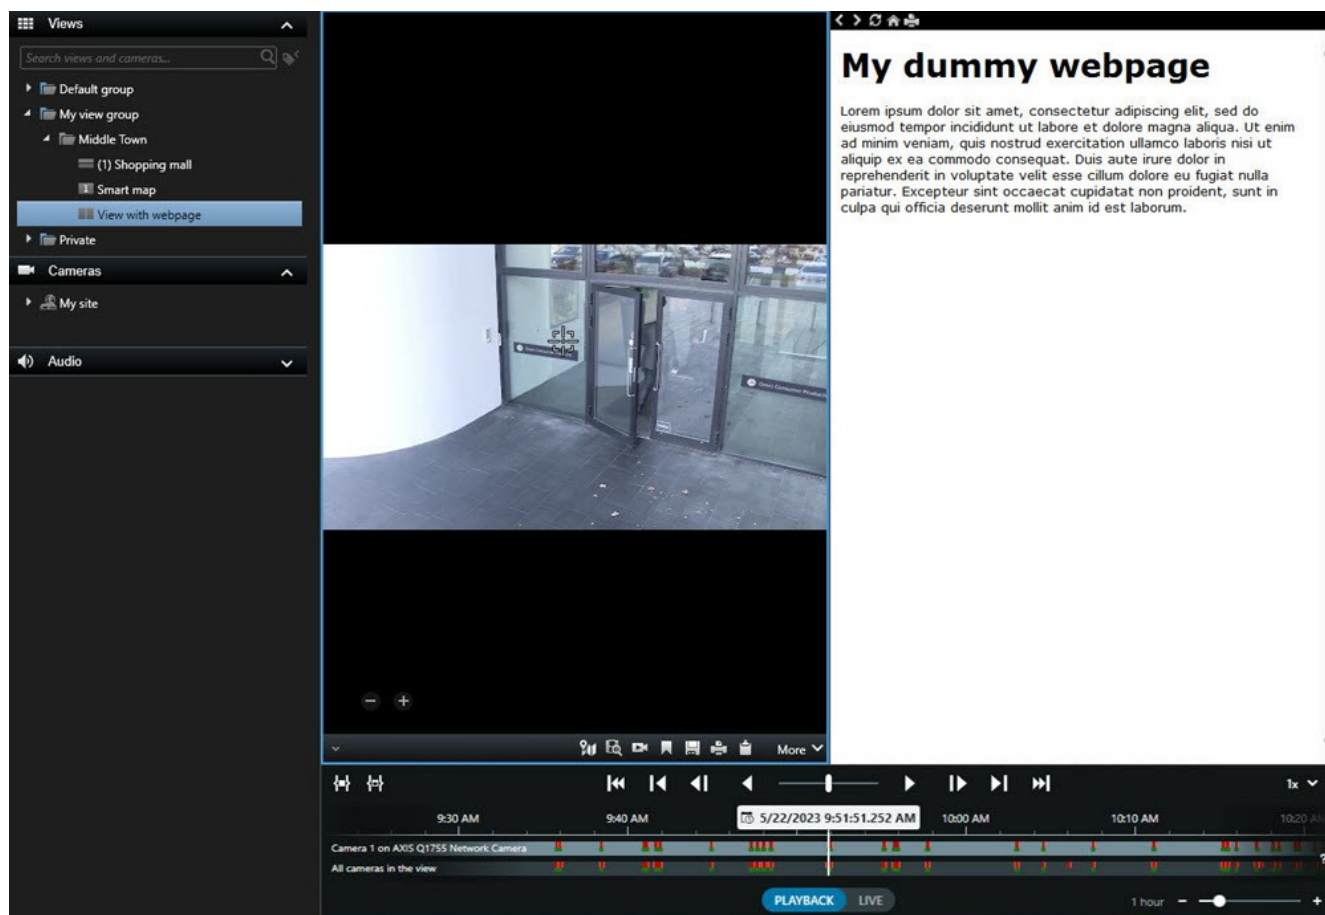 Views
Search views and cameras...
Default group
My view group
Middle Town
(1) Shopping mall
1 Smart map
View with webpage
Private
Cameras
My site
Audio
My dummy webpage
Lorem ipsum dolor sit amet, consectetur adipiscing elit, sed do
eiusmod tempor incididunt ut labore et dolore magna aliqua. Ut enim
ad minim veniam, quis nostrud exercitation ullamco laboris nisi ut
aliquip ex ea commodo consequat. Duis aute irure dolor in
reprehenderit in voluptate velit esse cillum dolore eu fugiat nulla
pariatur. Excepteur sint occaecat cupidatat non proident, sunt in
culpa qui officia deserunt mollit anim id est laborum.
Omni Consumer Products
More
1x
9:30 AM 9:40 AM 5/22/2023 9:51:51.252 AM 10:00 AM 10:10 AM 10:20 AM
Camera 1 on AXIS Q1755 Network Camera
All cameras in the view
PLAYBACK LIVE
1 hour